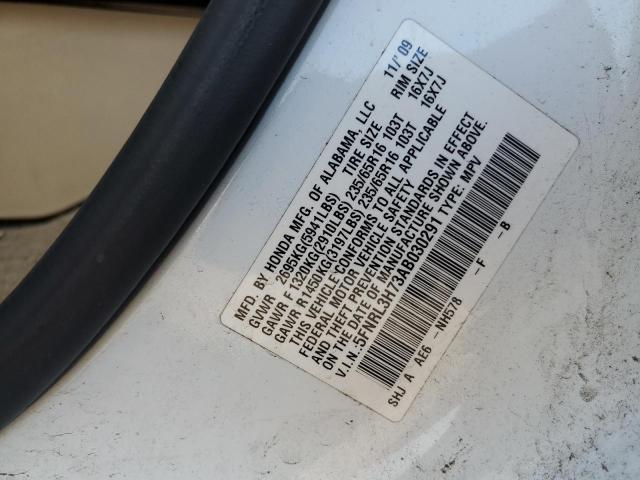 MFD. BY HONDA MFG. OF ALABAMA, LLC 11/'09
GVWR 2695KG(5941LBS) TIRE SIZE RIM SIZE
GAWR F 1320KG(2910LBS) 235/65R16 103T 16X7J
GAWR R 1450KG(3197LBS) 235/65R16 103T 16X7J
THIS VEHICLE CONFORMS TO ALL APPLICABLE
FEDERAL MOTOR VEHICLE SAFETY
AND THEFT PREVENTION STANDARDS IN EFFECT
ON THE DATE OF MANUFACTURE SHOWN ABOVE.
V.I.N.:5FNRL3H73AB030291 TYPE: MPV
SHJ A AE6 -NH578 -F -B